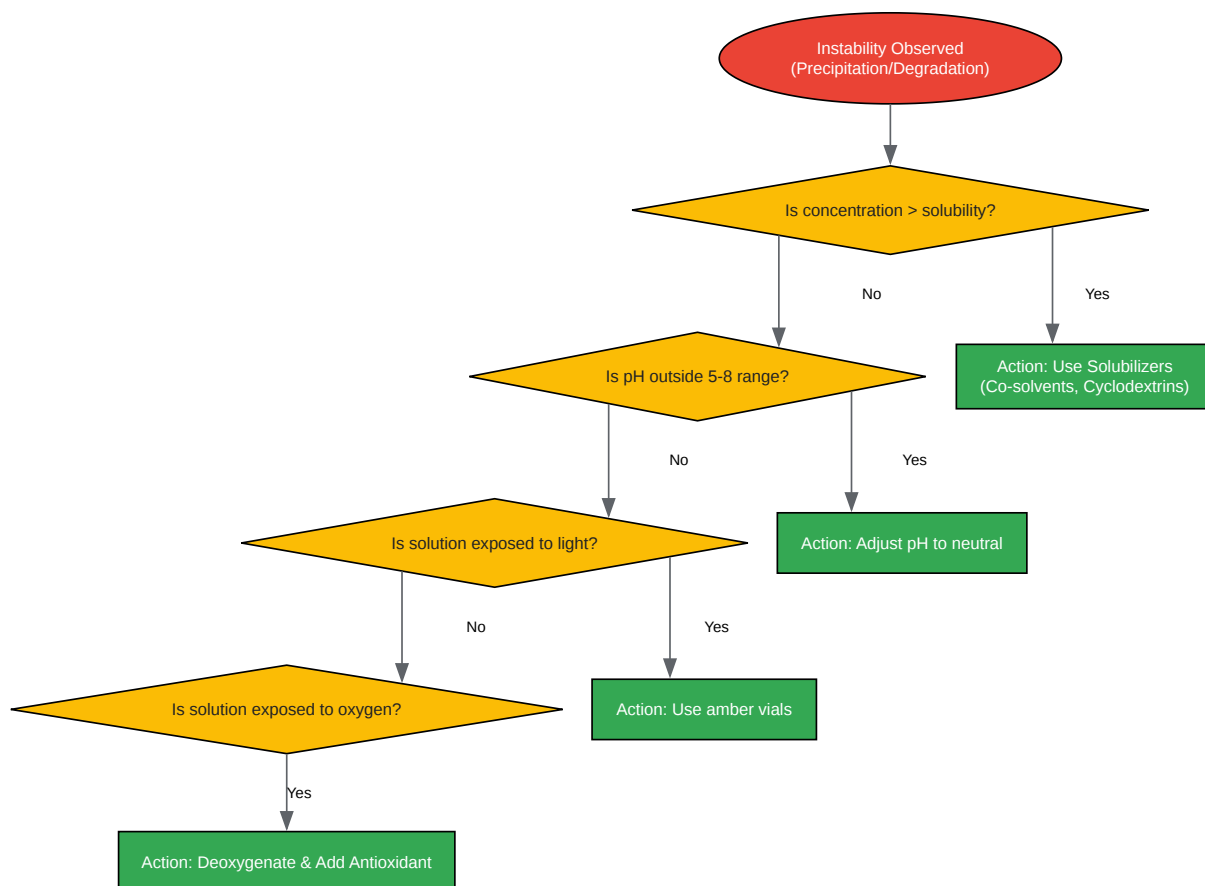 Instability Observed
(Precipitation/Degradation)
Is concentration > solubility?
No
Yes
Is pH outside 5-8 range?
Action: Use Solubilizers
(Co-solvents, Cyclodextrins)
No
Yes
Is solution exposed to light?
Action: Adjust pH to neutral
No
Yes
Is solution exposed to oxygen?
Action: Use amber vials
Yes
Action: Deoxygenate & Add Antioxidant